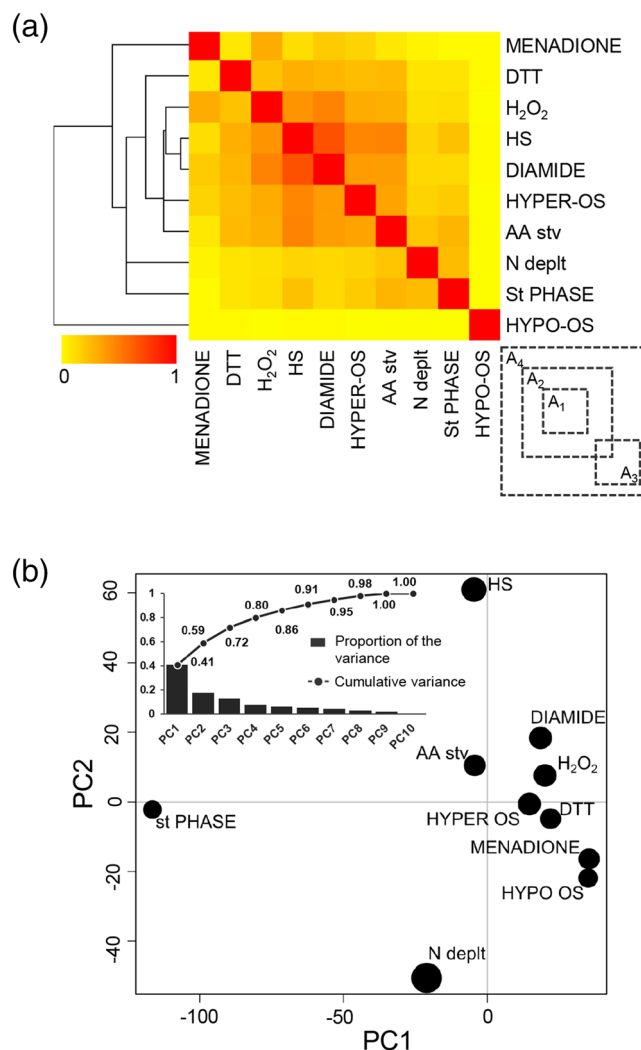 (a)
MENADIONE
DTT
H₂O₂
HS
DIAMIDE
HYPER-OS
AA stv
N deplt
St PHASE
HYPO-OS
0 1
MENADIONE
DTT
H₂O₂
HS
DIAMIDE
HYPER-OS
AA stv
N deplt
St PHASE
HYPO-OS
A₄
A₂
A₁
A₃
(b)
60
40
20
0
-20
-40
PC2
1
0.8
0.6
0.4
0.2
0
0.41
0.59
0.72
0.80
0.86
0.91
0.95
0.98
1.00
1.00
Proportion of the
variance
Cumulative variance
PC1
PC2
PC3
PC4
PC5
PC6
PC7
PC8
PC9
PC10
HS
DIAMIDE
AA stv
H₂O₂
HYPER OS
DTT
st PHASE
MENADIONE
HYPO OS
N deplt
-100 -50 0
PC1